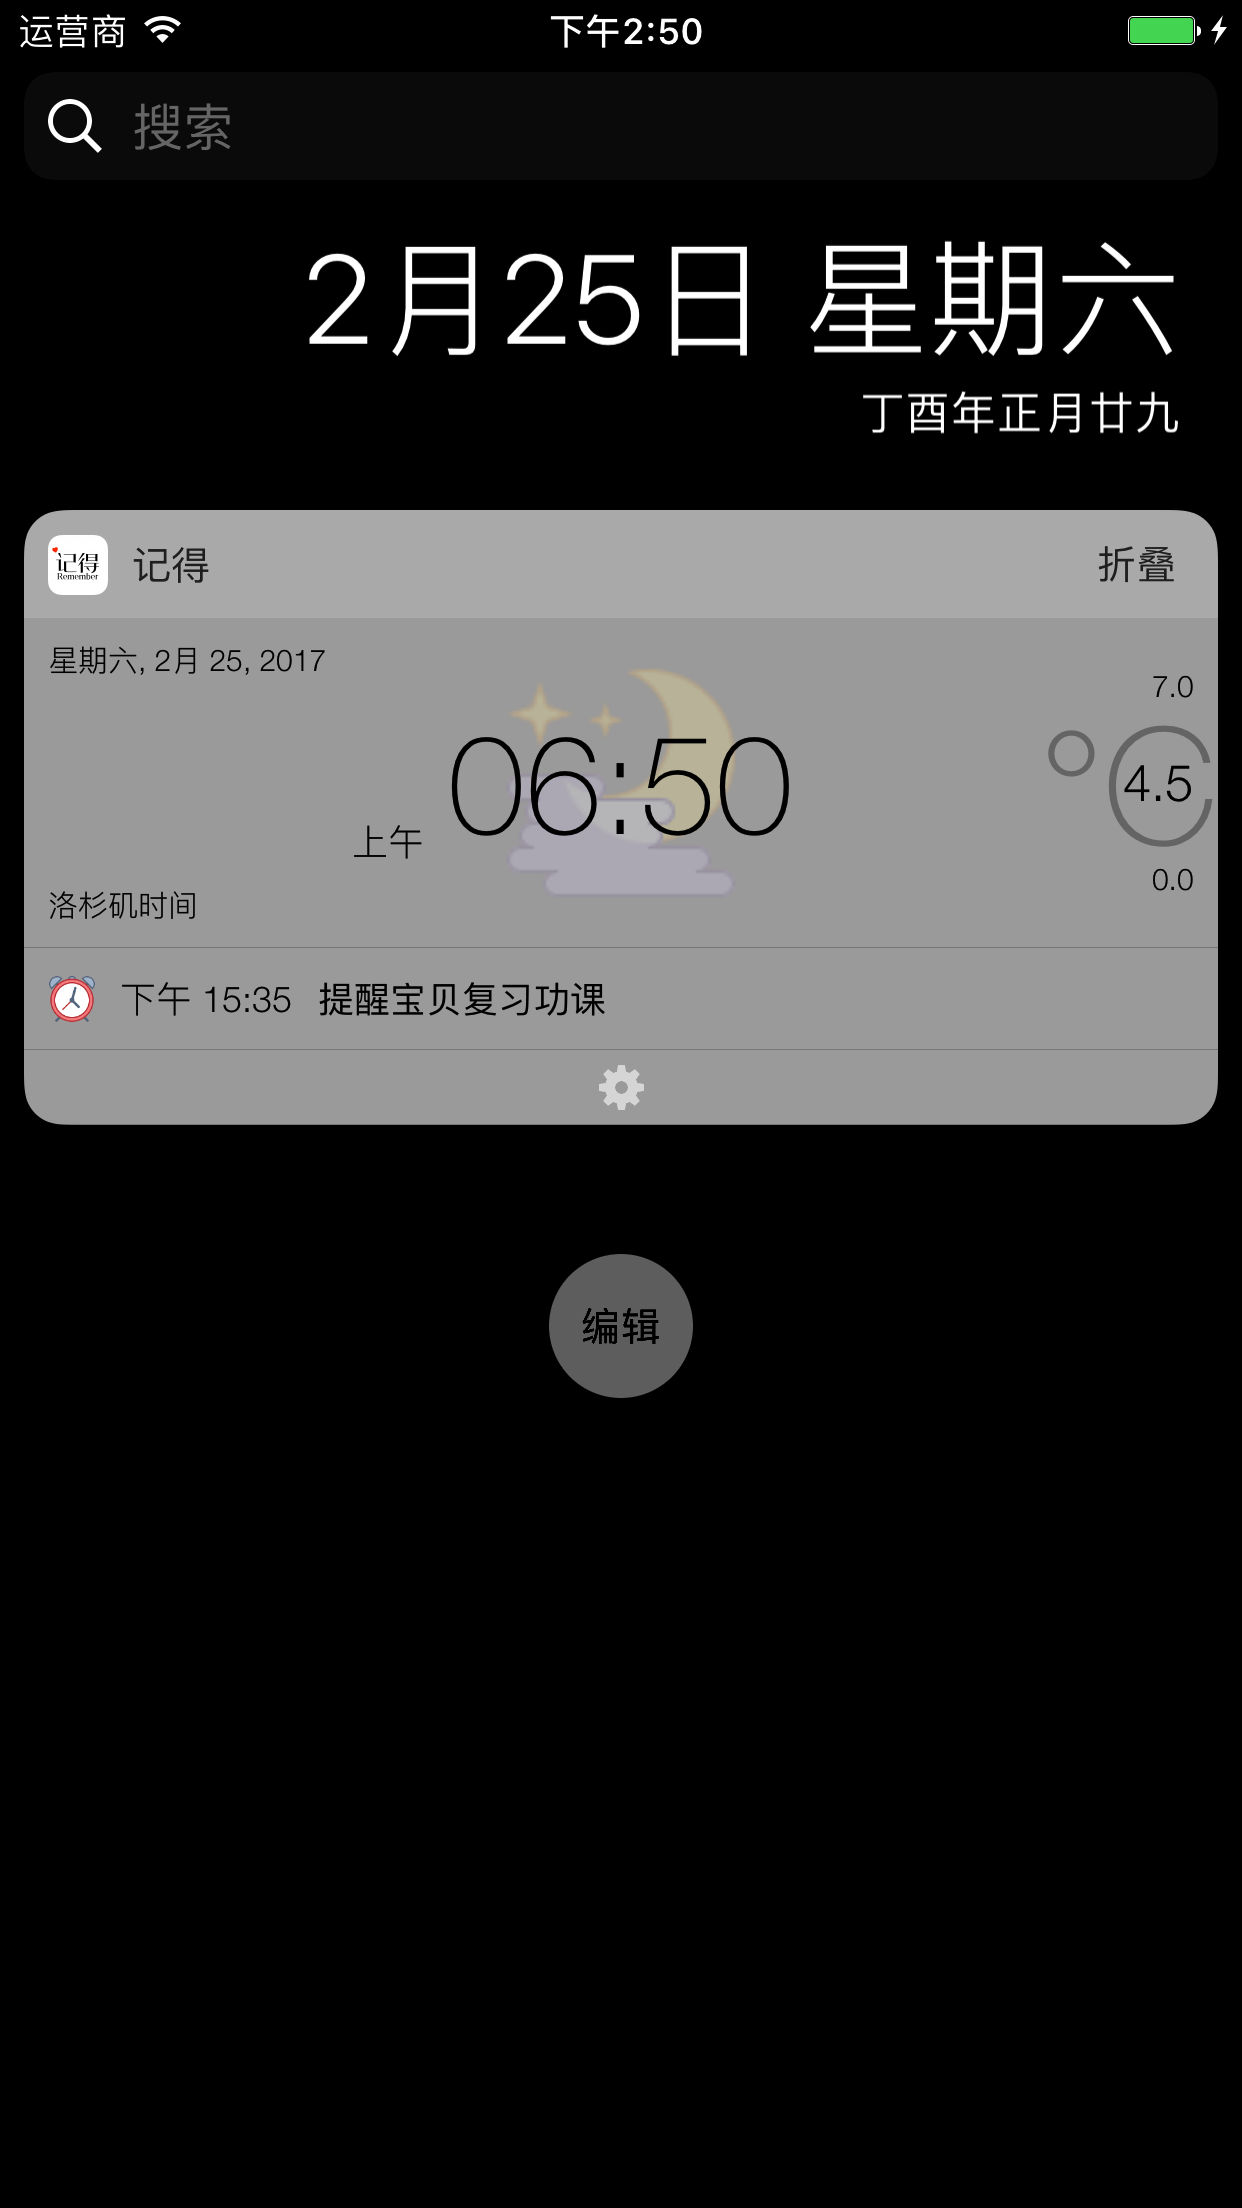 运营商 下午2:50
搜索
2月25日 星期六
丁酉年正月廿九
记得 Remember 记得 折叠
星期六, 2月 25, 2017
7.0
上午 06:50 °C 4.5
0.0
洛杉矶时间
下午 15:35 提醒宝贝复习功课
编辑